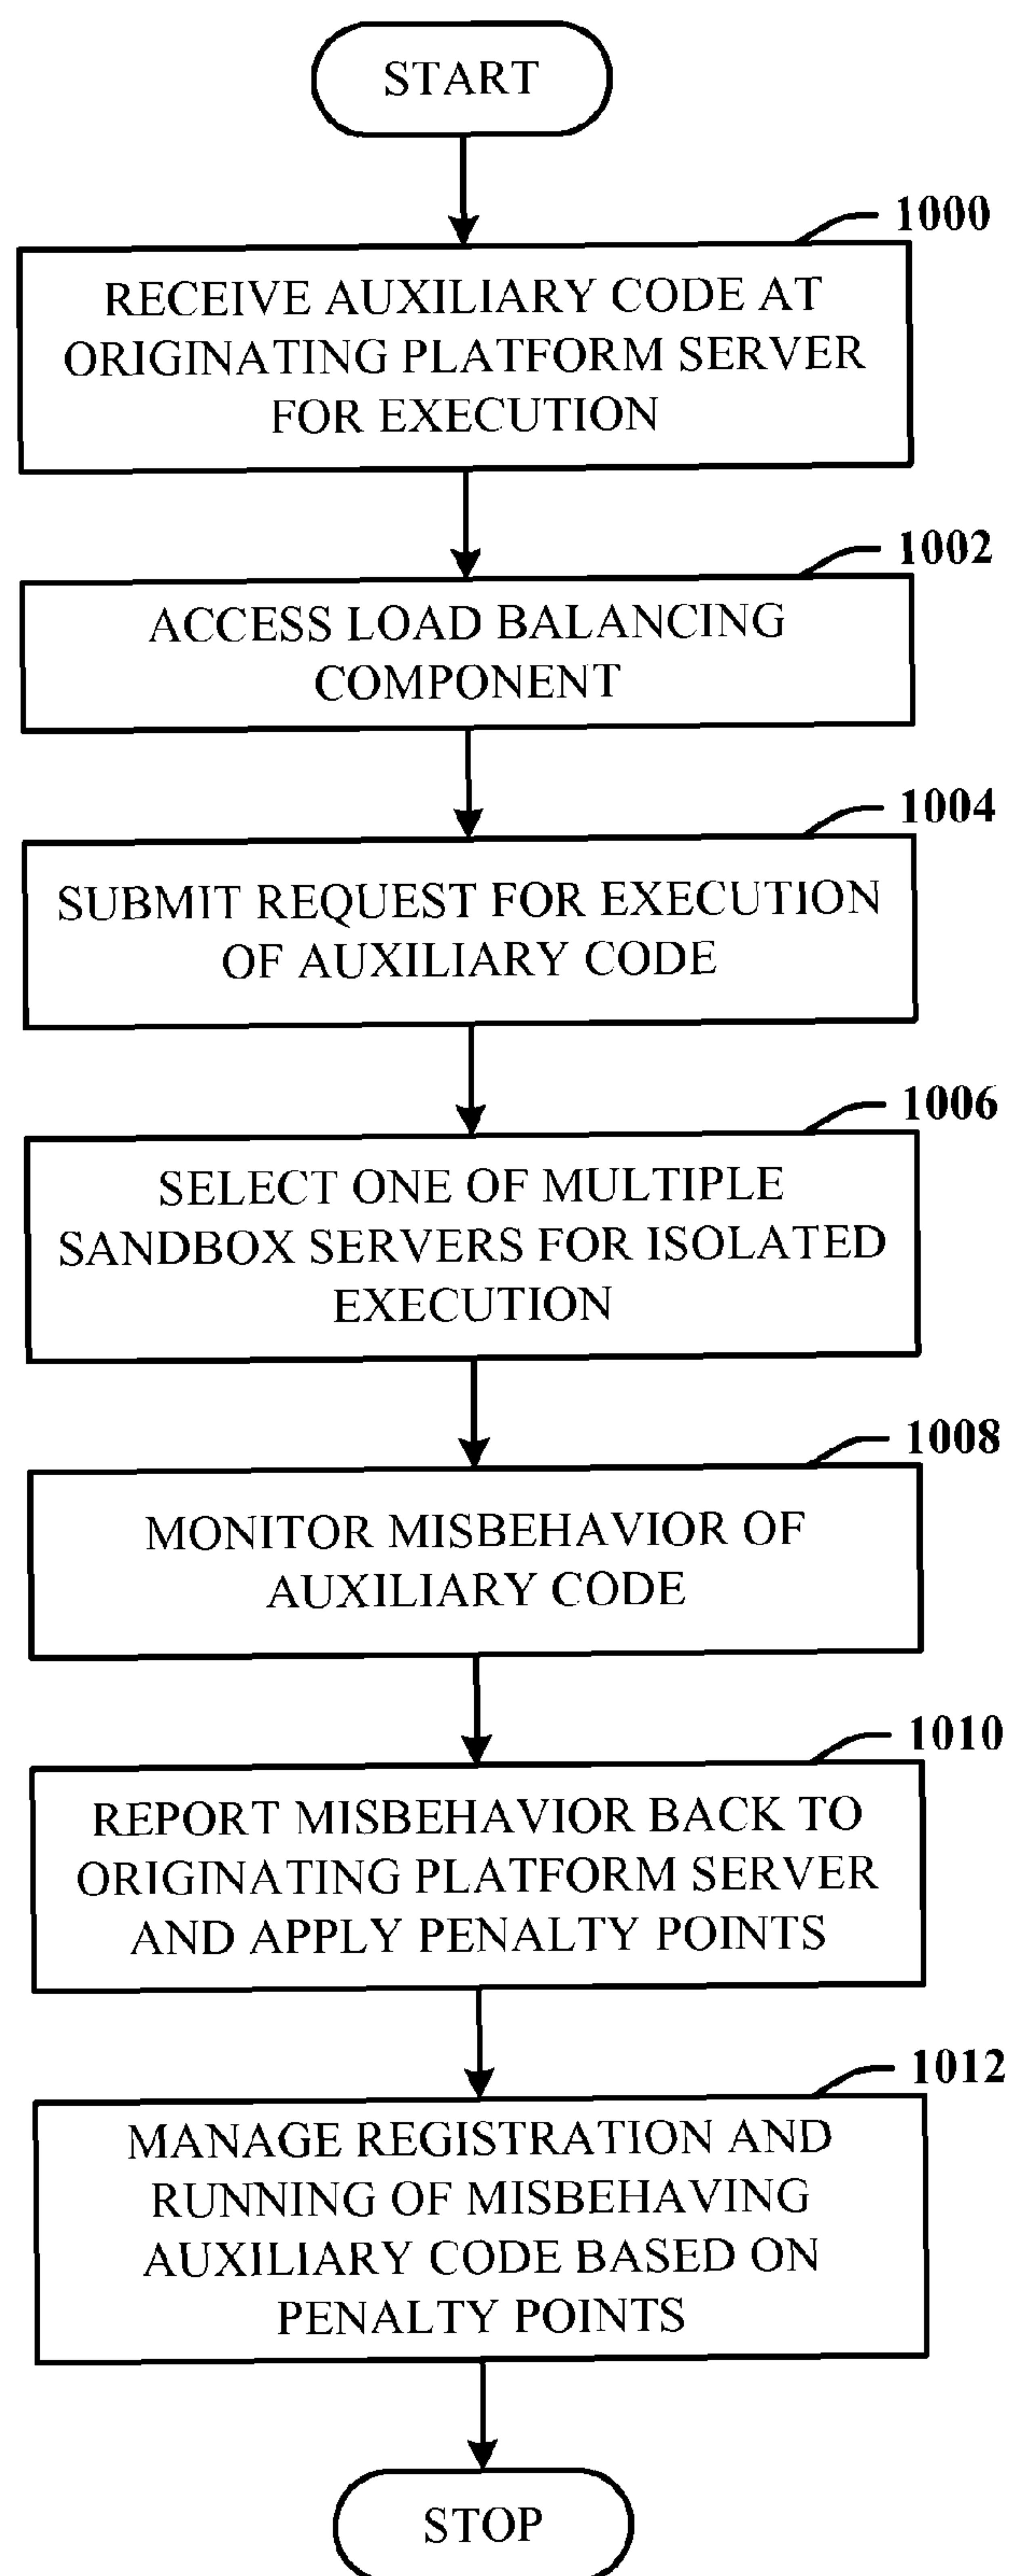 START
1000
RECEIVE AUXILIARY CODE AT
ORIGINATING PLATFORM SERVER
FOR EXECUTION
1002
ACCESS LOAD BALANCING
COMPONENT
1004
SUBMIT REQUEST FOR EXECUTION
OF AUXILIARY CODE
1006
SELECT ONE OF MULTIPLE
SANDBOX SERVERS FOR ISOLATED
EXECUTION
1008
MONITOR MISBEHAVIOR OF
AUXILIARY CODE
1010
REPORT MISBEHAVIOR BACK TO
ORIGINATING PLATFORM SERVER
AND APPLY PENALTY POINTS
1012
MANAGE REGISTRATION AND
RUNNING OF MISBEHAVING
AUXILIARY CODE BASED ON
PENALTY POINTS
STOP